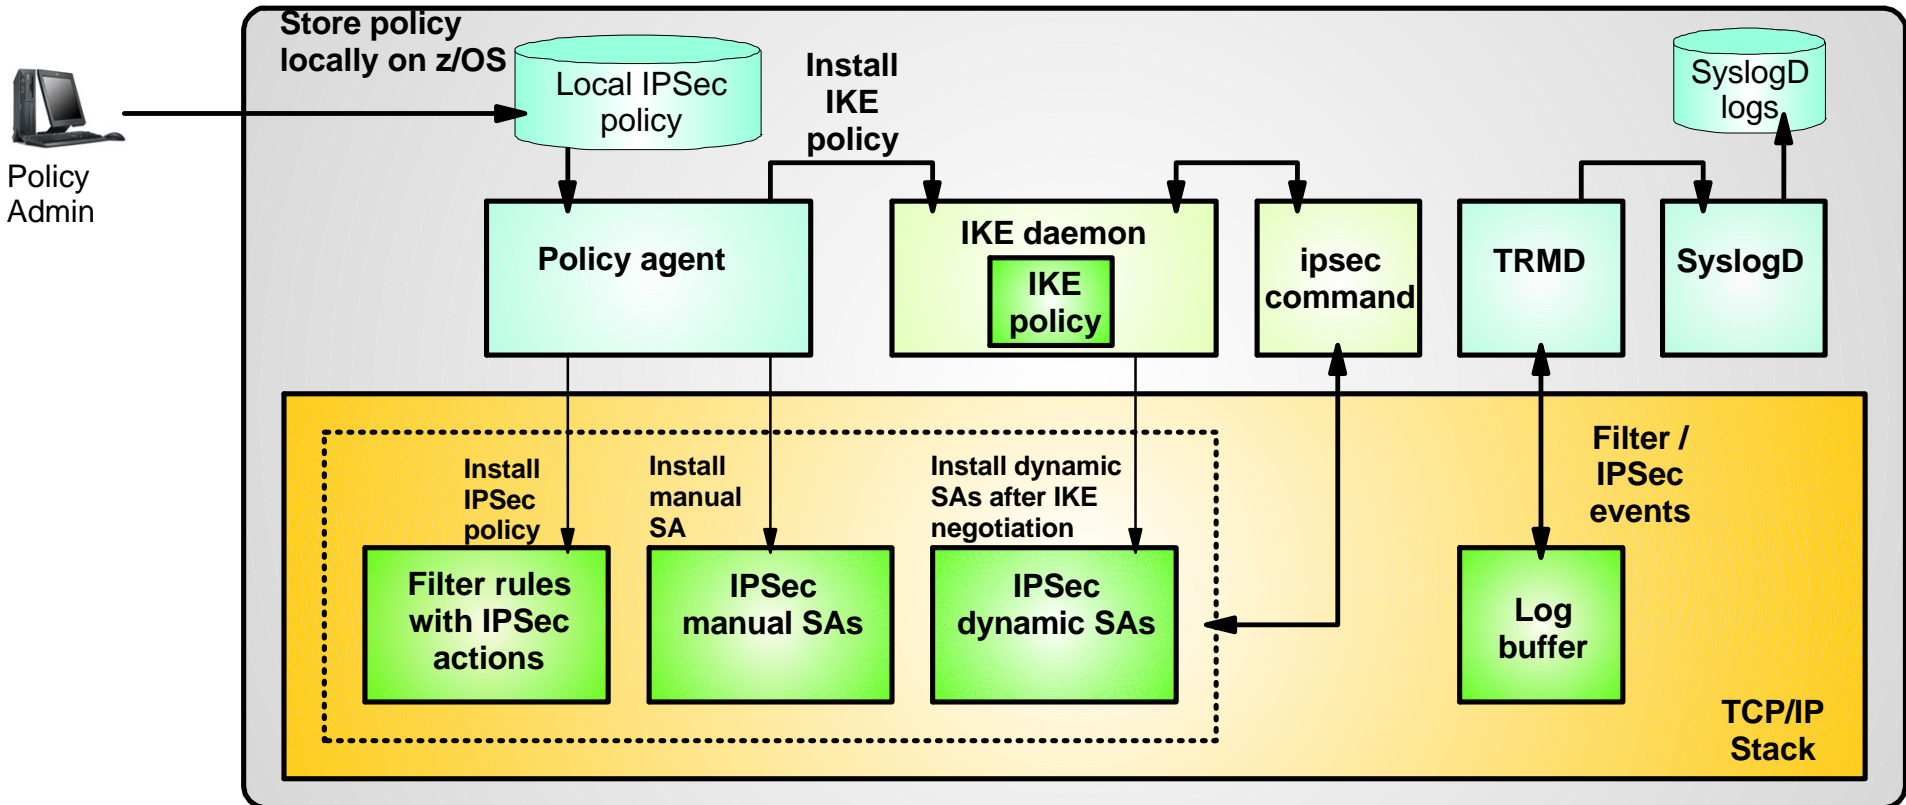 Store policy
locally on z/OS
Local IPSec
policy
Install
IKE
policy
SyslogD
logs
Policy
Admin
Policy agent
IKE daemon
IKE
policy
ipsec
command
TRMD
SyslogD
Install
IPSec
policy
Install
manual
SA
Install dynamic
SAs after IKE
negotiation
Filter /
IPSec
events
Filter rules
with IPSec
actions
IPSec
manual SAs
IPSec
dynamic SAs
Log
buffer
TCP/IP
Stack